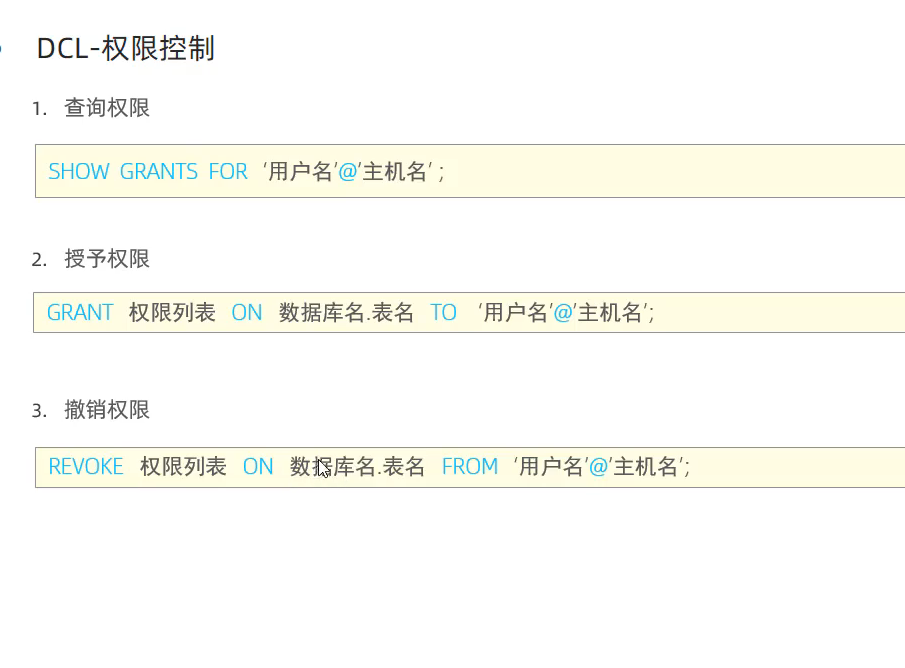 DCL-权限控制
1. 查询权限
SHOW GRANTS FOR '用户名'@'主机名' ;
2. 授予权限
GRANT 权限列表 ON 数据库名.表名 TO '用户名'@'主机名';
3. 撤销权限
REVOKE 权限列表 ON 数据库名.表名 FROM '用户名'@'主机名';